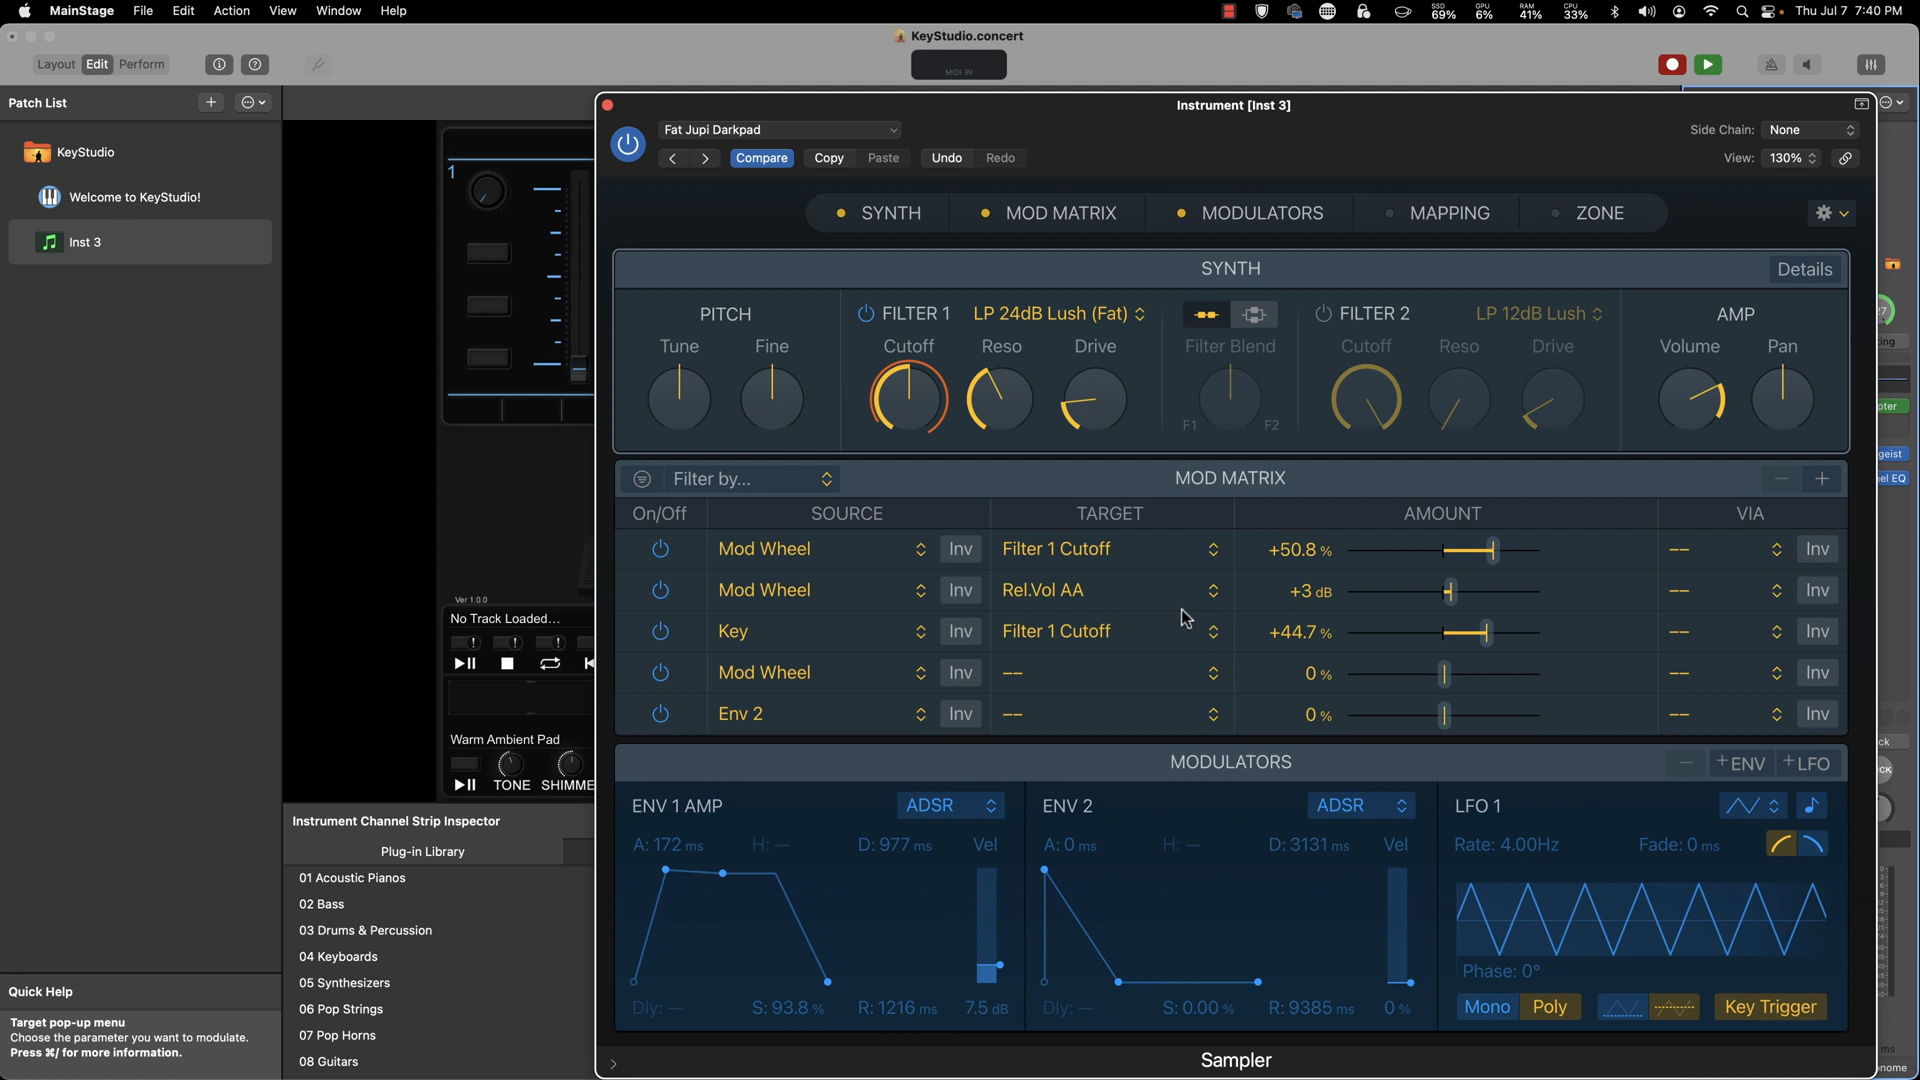 MainStage File Edit Action View Window Help
SSD 69% GPU 6% RAM 41% CPU 33% Thu Jul 7 7:40 PM
KeyStudio.concert
Layout Edit Perform
MIDI IN
Patch List
KeyStudio
Welcome to KeyStudio!
Inst 3
Quick Help
Target pop-up menu
Choose the parameter you want to modulate.
Press ⌘/ for more information.
1
Ver 1.0.0
No Track Loaded...
Warm Ambient Pad
TONE SHIMME
Instrument Channel Strip Inspector
Plug-in Library
01 Acoustic Pianos
02 Bass
03 Drums & Percussion
04 Keyboards
05 Synthesizers
06 Pop Strings
07 Pop Horns
08 Guitars
Instrument [Inst 3]
Fat Jupi Darkpad
Side Chain: None
Compare Copy Paste Undo Redo
View: 130%
SYNTH MOD MATRIX MODULATORS MAPPING ZONE
SYNTH
Details
PITCH FILTER 1 LP 24dB Lush (Fat) FILTER 2 LP 12dB Lush AMP
Tune Fine Cutoff Reso Drive Filter Blend Cutoff Reso Drive Volume Pan
F1 F2
Filter by... MOD MATRIX
On/Off SOURCE TARGET AMOUNT VIA
Mod Wheel Inv Filter 1 Cutoff +50.8 % -- Inv
Mod Wheel Inv Rel.Vol AA +3 dB -- Inv
Key Inv Filter 1 Cutoff +44.7 % -- Inv
Mod Wheel Inv -- 0 % -- Inv
Env 2 Inv -- 0 % -- Inv
MODULATORS
+ENV +LFO
ENV 1 AMP ADSR ENV 2 ADSR LFO 1
A: 172 ms H: — D: 977 ms Vel A: 0 ms H: — D: 3131 ms Vel Rate: 4.00Hz Fade: 0 ms
Phase: 0°
Dly: — S: 93.8 % R: 1216 ms 7.5 dB Dly: — S: 0.00 % R: 9385 ms 0 % Mono Poly Key Trigger
Sampler